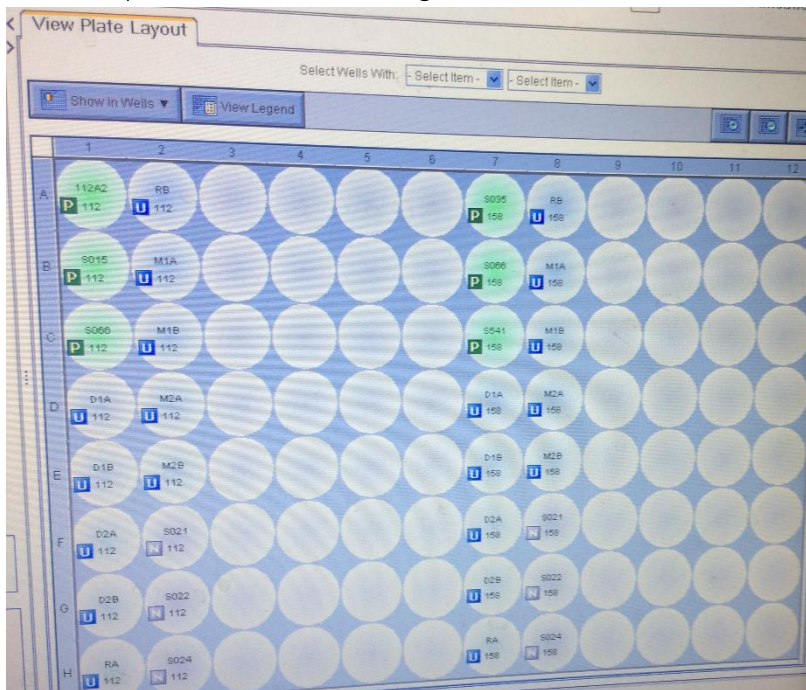 View Plate Layout
Select Wells With: - Select Item - - Select Item -
Show in Wells ▼ View Legend
1 2 3 4 5 6 7 8 9 10 11 12
A
112A2 RB S035 RB
P 112 U 112 P 158 U 158
B
S015 M1A S066 M1A
P 112 U 112 P 158 U 158
C
S066 M1B S541 M1B
P 112 U 112 P 158 U 158
D
D1A M2A D1A M2A
U 112 U 112 U 158 U 158
E
D1B M2B D1B M2B
U 112 U 112 U 158 U 158
F
D2A S021 D2A S021
U 112 N 112 U 158 N 158
G
D2B S022 D2B S022
U 112 N 112 U 158 N 158
H
RA S024 RA S024
U 112 N 112 U 158 N 158